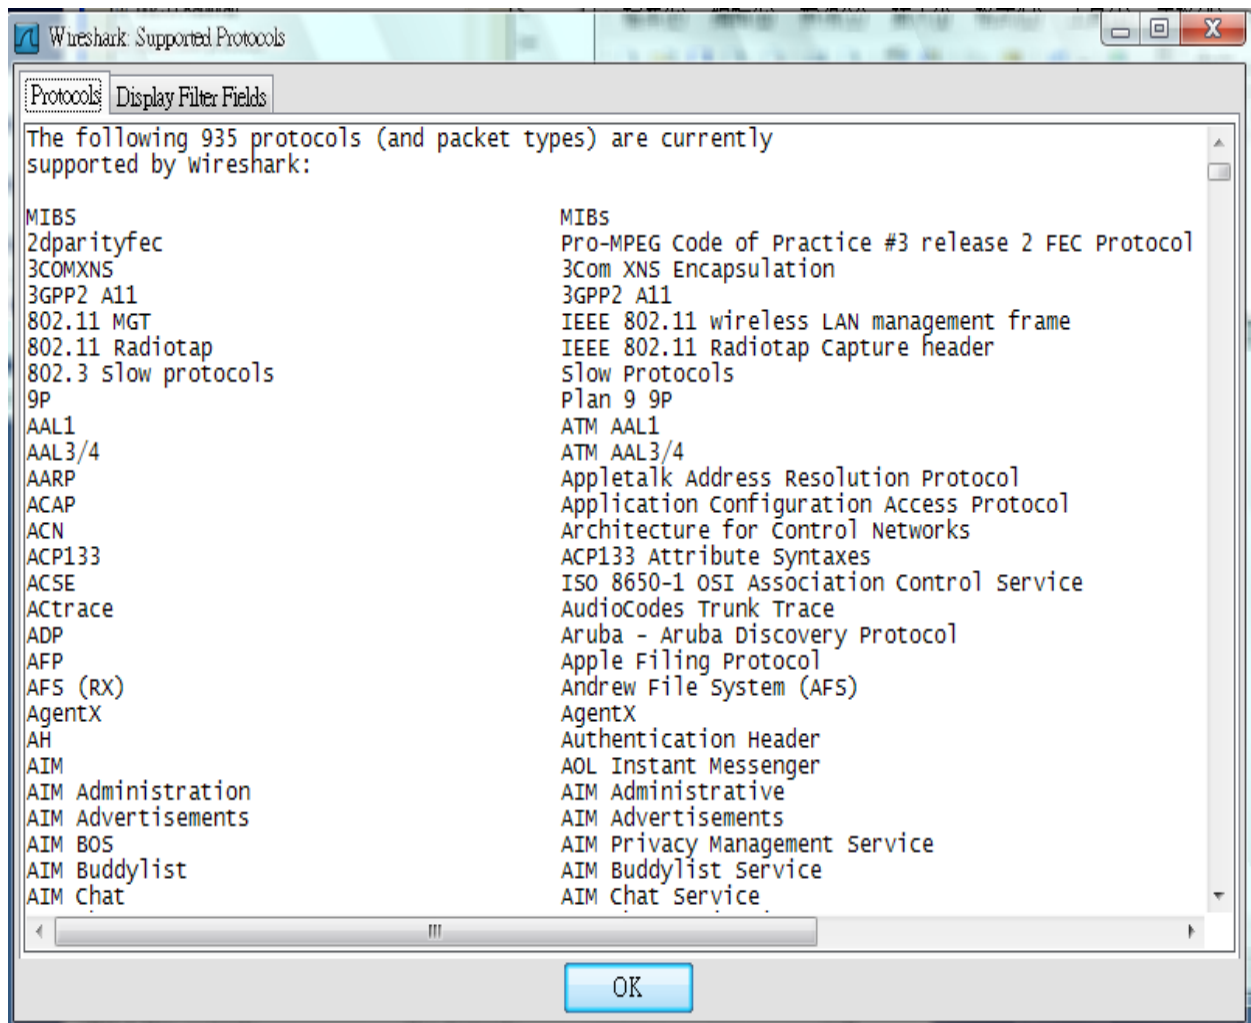 Wireshark: Supported Protocols
Protocols Display Filter Fields
The following 935 protocols (and packet types) are currently
supported by Wireshark:
MIBS MIBs
2dparityfec Pro-MPEG Code of Practice #3 release 2 FEC Protocol
3COMXNS 3Com XNS Encapsulation
3GPP2 A11 3GPP2 A11
802.11 MGT IEEE 802.11 wireless LAN management frame
802.11 Radiotap IEEE 802.11 Radiotap Capture header
802.3 Slow protocols Slow Protocols
9P Plan 9 9P
AAL1 ATM AAL1
AAL3/4 ATM AAL3/4
AARP Appletalk Address Resolution Protocol
ACAP Application Configuration Access Protocol
ACN Architecture for Control Networks
ACP133 ACP133 Attribute Syntaxes
ACSE ISO 8650-1 OSI Association Control Service
ACtrace AudioCodes Trunk Trace
ADP Aruba - Aruba Discovery Protocol
AFP Apple Filing Protocol
AFS (RX) Andrew File System (AFS)
AgentX AgentX
AH Authentication Header
AIM AOL Instant Messenger
AIM Administration AIM Administrative
AIM Advertisements AIM Advertisements
AIM BOS AIM Privacy Management Service
AIM Buddylist AIM Buddylist Service
AIM Chat AIM Chat Service
OK